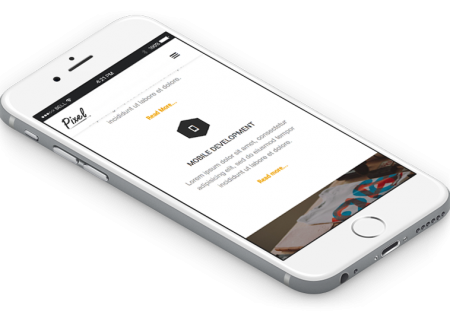 BELL 4:21 PM 100%
Pixel
incididunt ut labore et dolore.
Read More...
MOBILE DEVELOPMENT
Lorem ipsum dolor sit amet, consectetur
adipisicing elit, sed do eiusmod tempor
incididunt ut labore et dolore.
Read more...